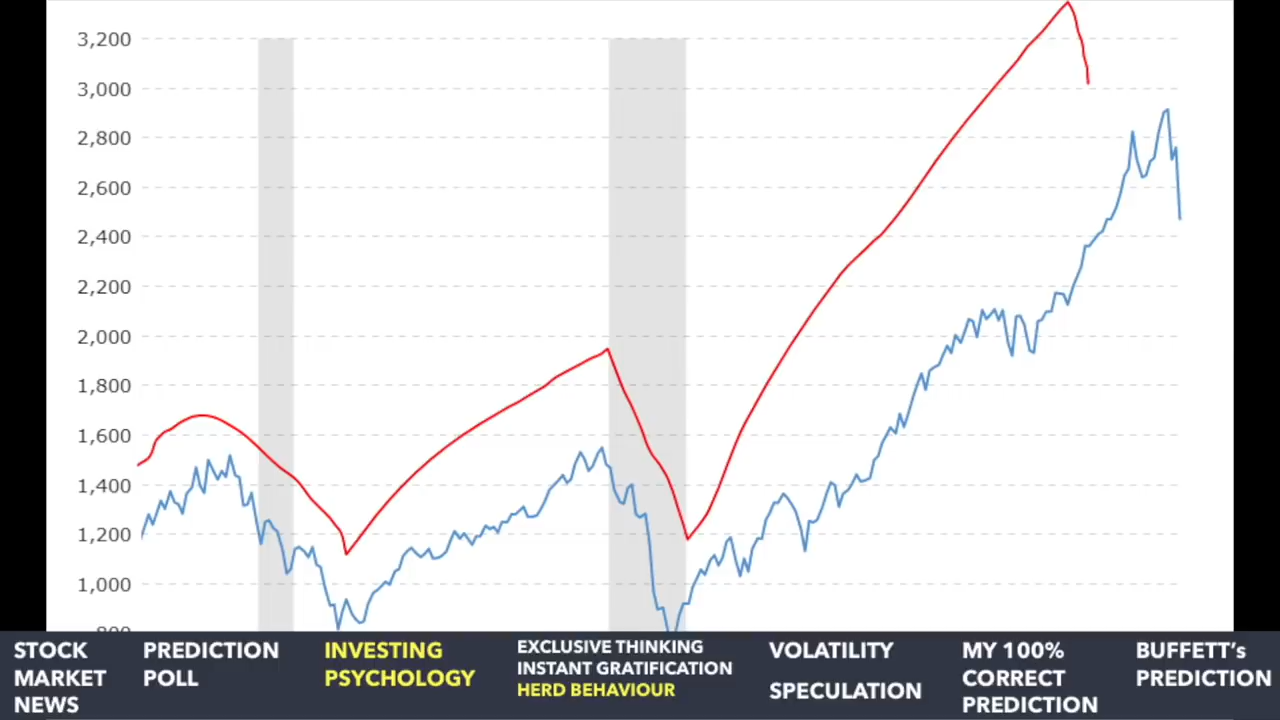 3,200
3,000
2,800
2,600
2,400
2,200
2,000
1,800
1,600
1,400
1,200
1,000
800
STOCK
MARKET
NEWS
PREDICTION
POLL
INVESTING
PSYCHOLOGY
EXCLUSIVE THINKING
INSTANT GRATIFICATION
HERD BEHAVIOUR
VOLATILITY
SPECULATION
MY 100%
CORRECT
PREDICTION
BUFFETT's
PREDICTION